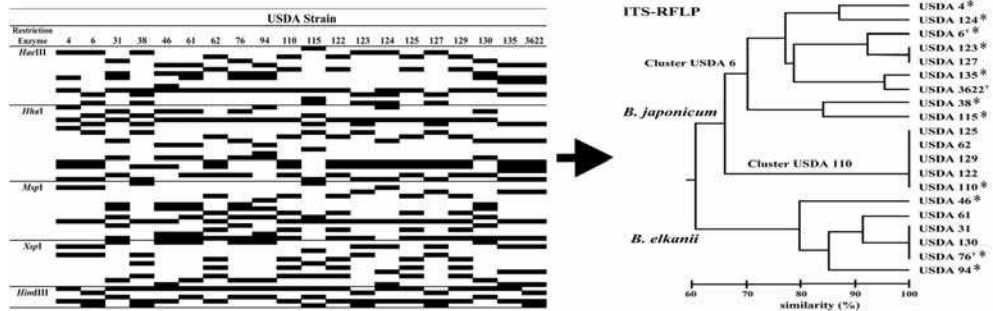 USDA Strain
Restriction
Enzyme 4 6 31 38 46 61 62 76 94 110 115 122 123 124 125 127 129 130 135 3622
HaeIII
HhaI
MspI
XspI
HindIII
ITS-RFLP
USDA 4*
USDA 124*
USDA 6'*
USDA 123*
Cluster USDA 6
USDA 127
USDA 135*
USDA 3622'
USDA 38*
B. japonicum
USDA 115*
USDA 125
USDA 62
USDA 129
Cluster USDA 110
USDA 122
USDA 110*
USDA 46*
USDA 61
B. elkanii
USDA 31
USDA 130
USDA 76'*
USDA 94*
60 70 80 90 100
similarity (%)